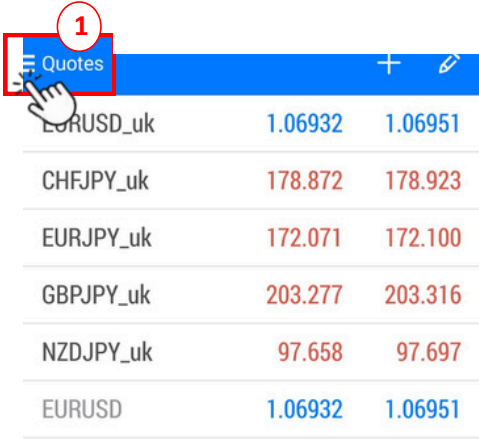 1
Quotes
EURUSD_uk 1.06932 1.06951
CHFJPY_uk 178.872 178.923
EURJPY_uk 172.071 172.100
GBPJPY_uk 203.277 203.316
NZDJPY_uk 97.658 97.697
EURUSD 1.06932 1.06951